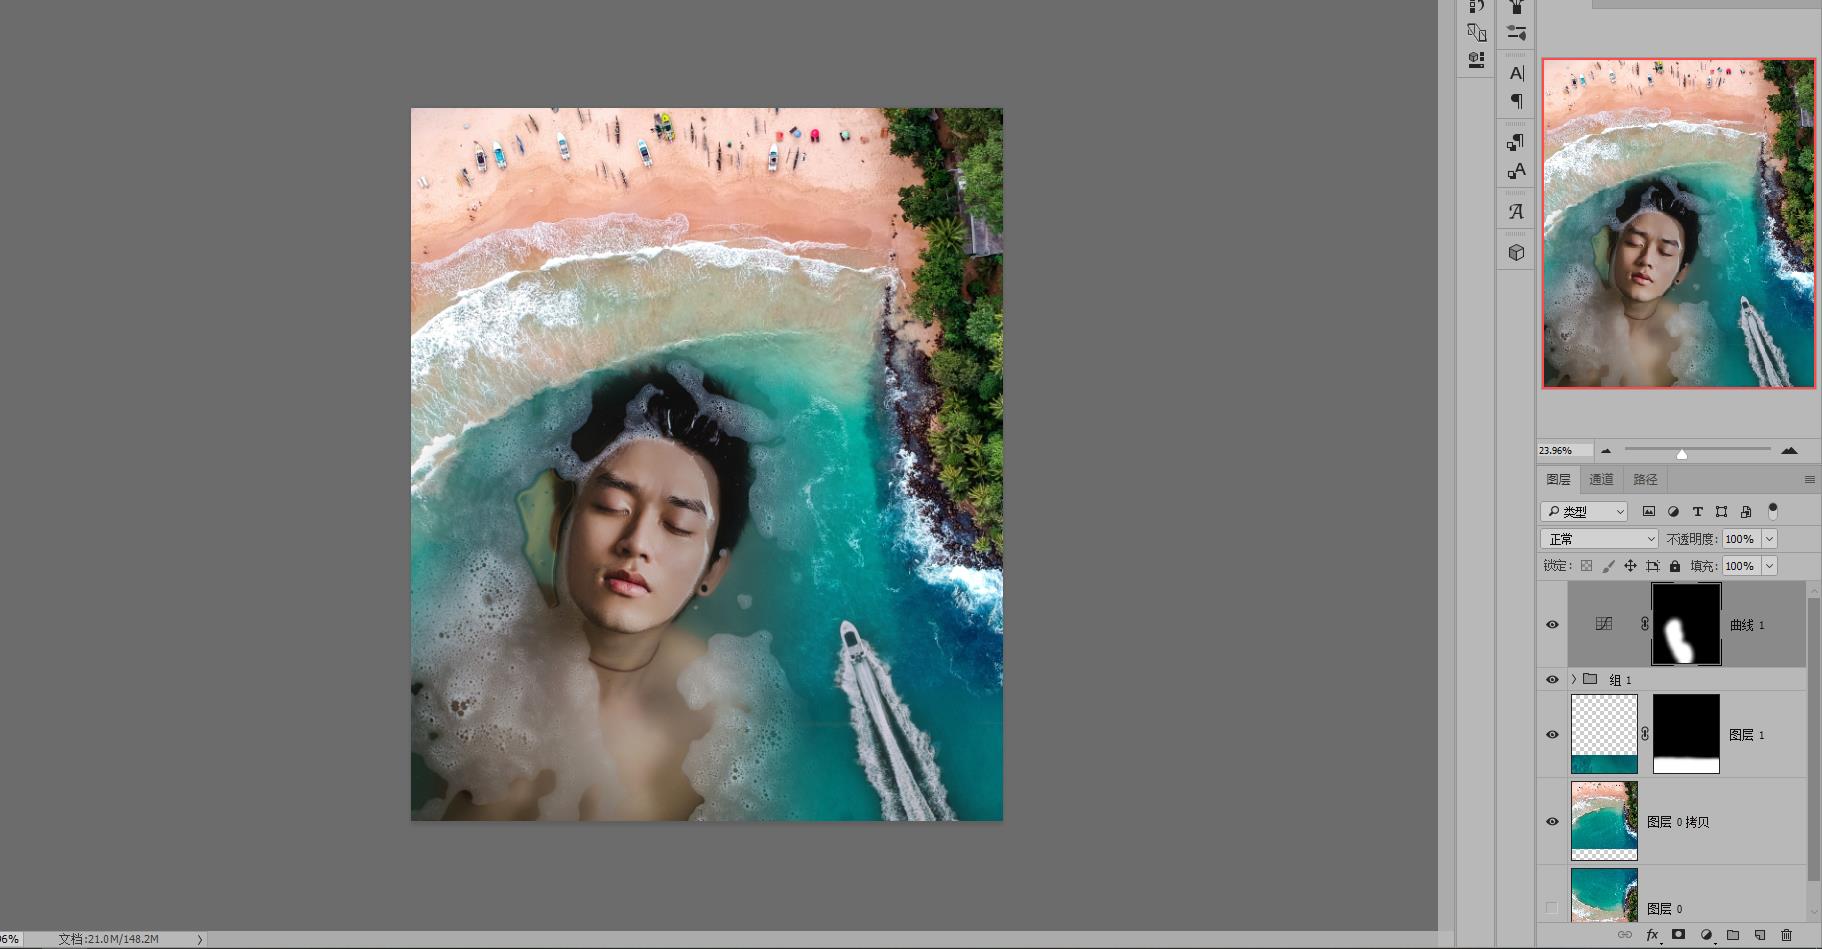 23.96%
图层 通道 路径
类型
正常 不透明度: 100%
锁定: 填充: 100%
曲线 1
组 1
图层 1
图层 0 拷贝
图层 0
fx
96% 文档:21.0M/148.2M